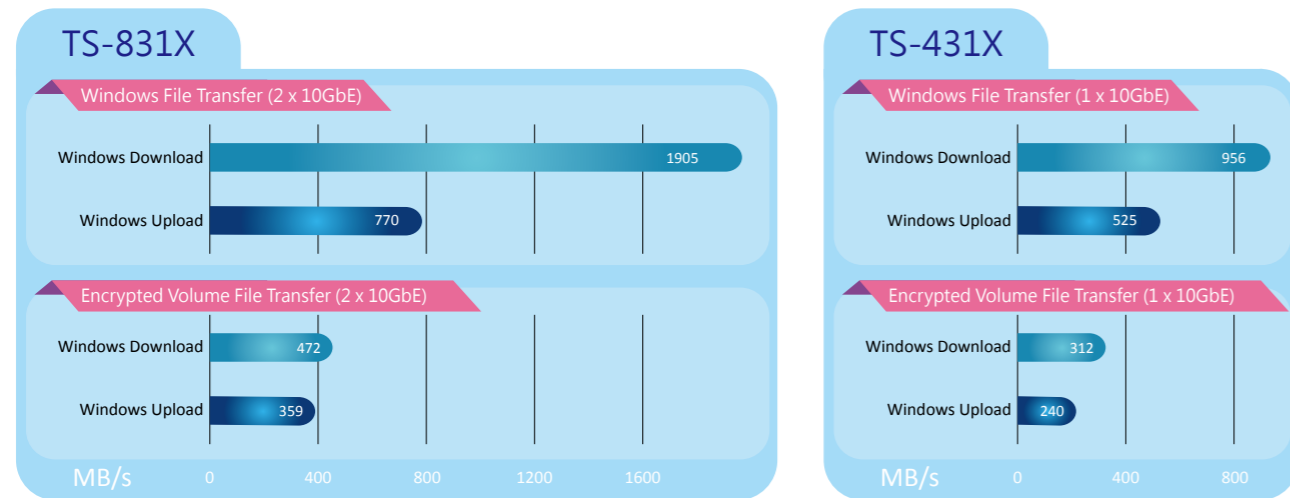 TS-831X
Windows File Transfer (2 x 10GbE)
Windows Download
1905
Windows Upload
770
Encrypted Volume File Transfer (2 x 10GbE)
Windows Download
472
Windows Upload
359
MB/s 0 400 800 1200 1600
TS-431X
Windows File Transfer (1 x 10GbE)
Windows Download
956
Windows Upload
525
Encrypted Volume File Transfer (1 x 10GbE)
Windows Download
312
Windows Upload
240
MB/s 0 400 800